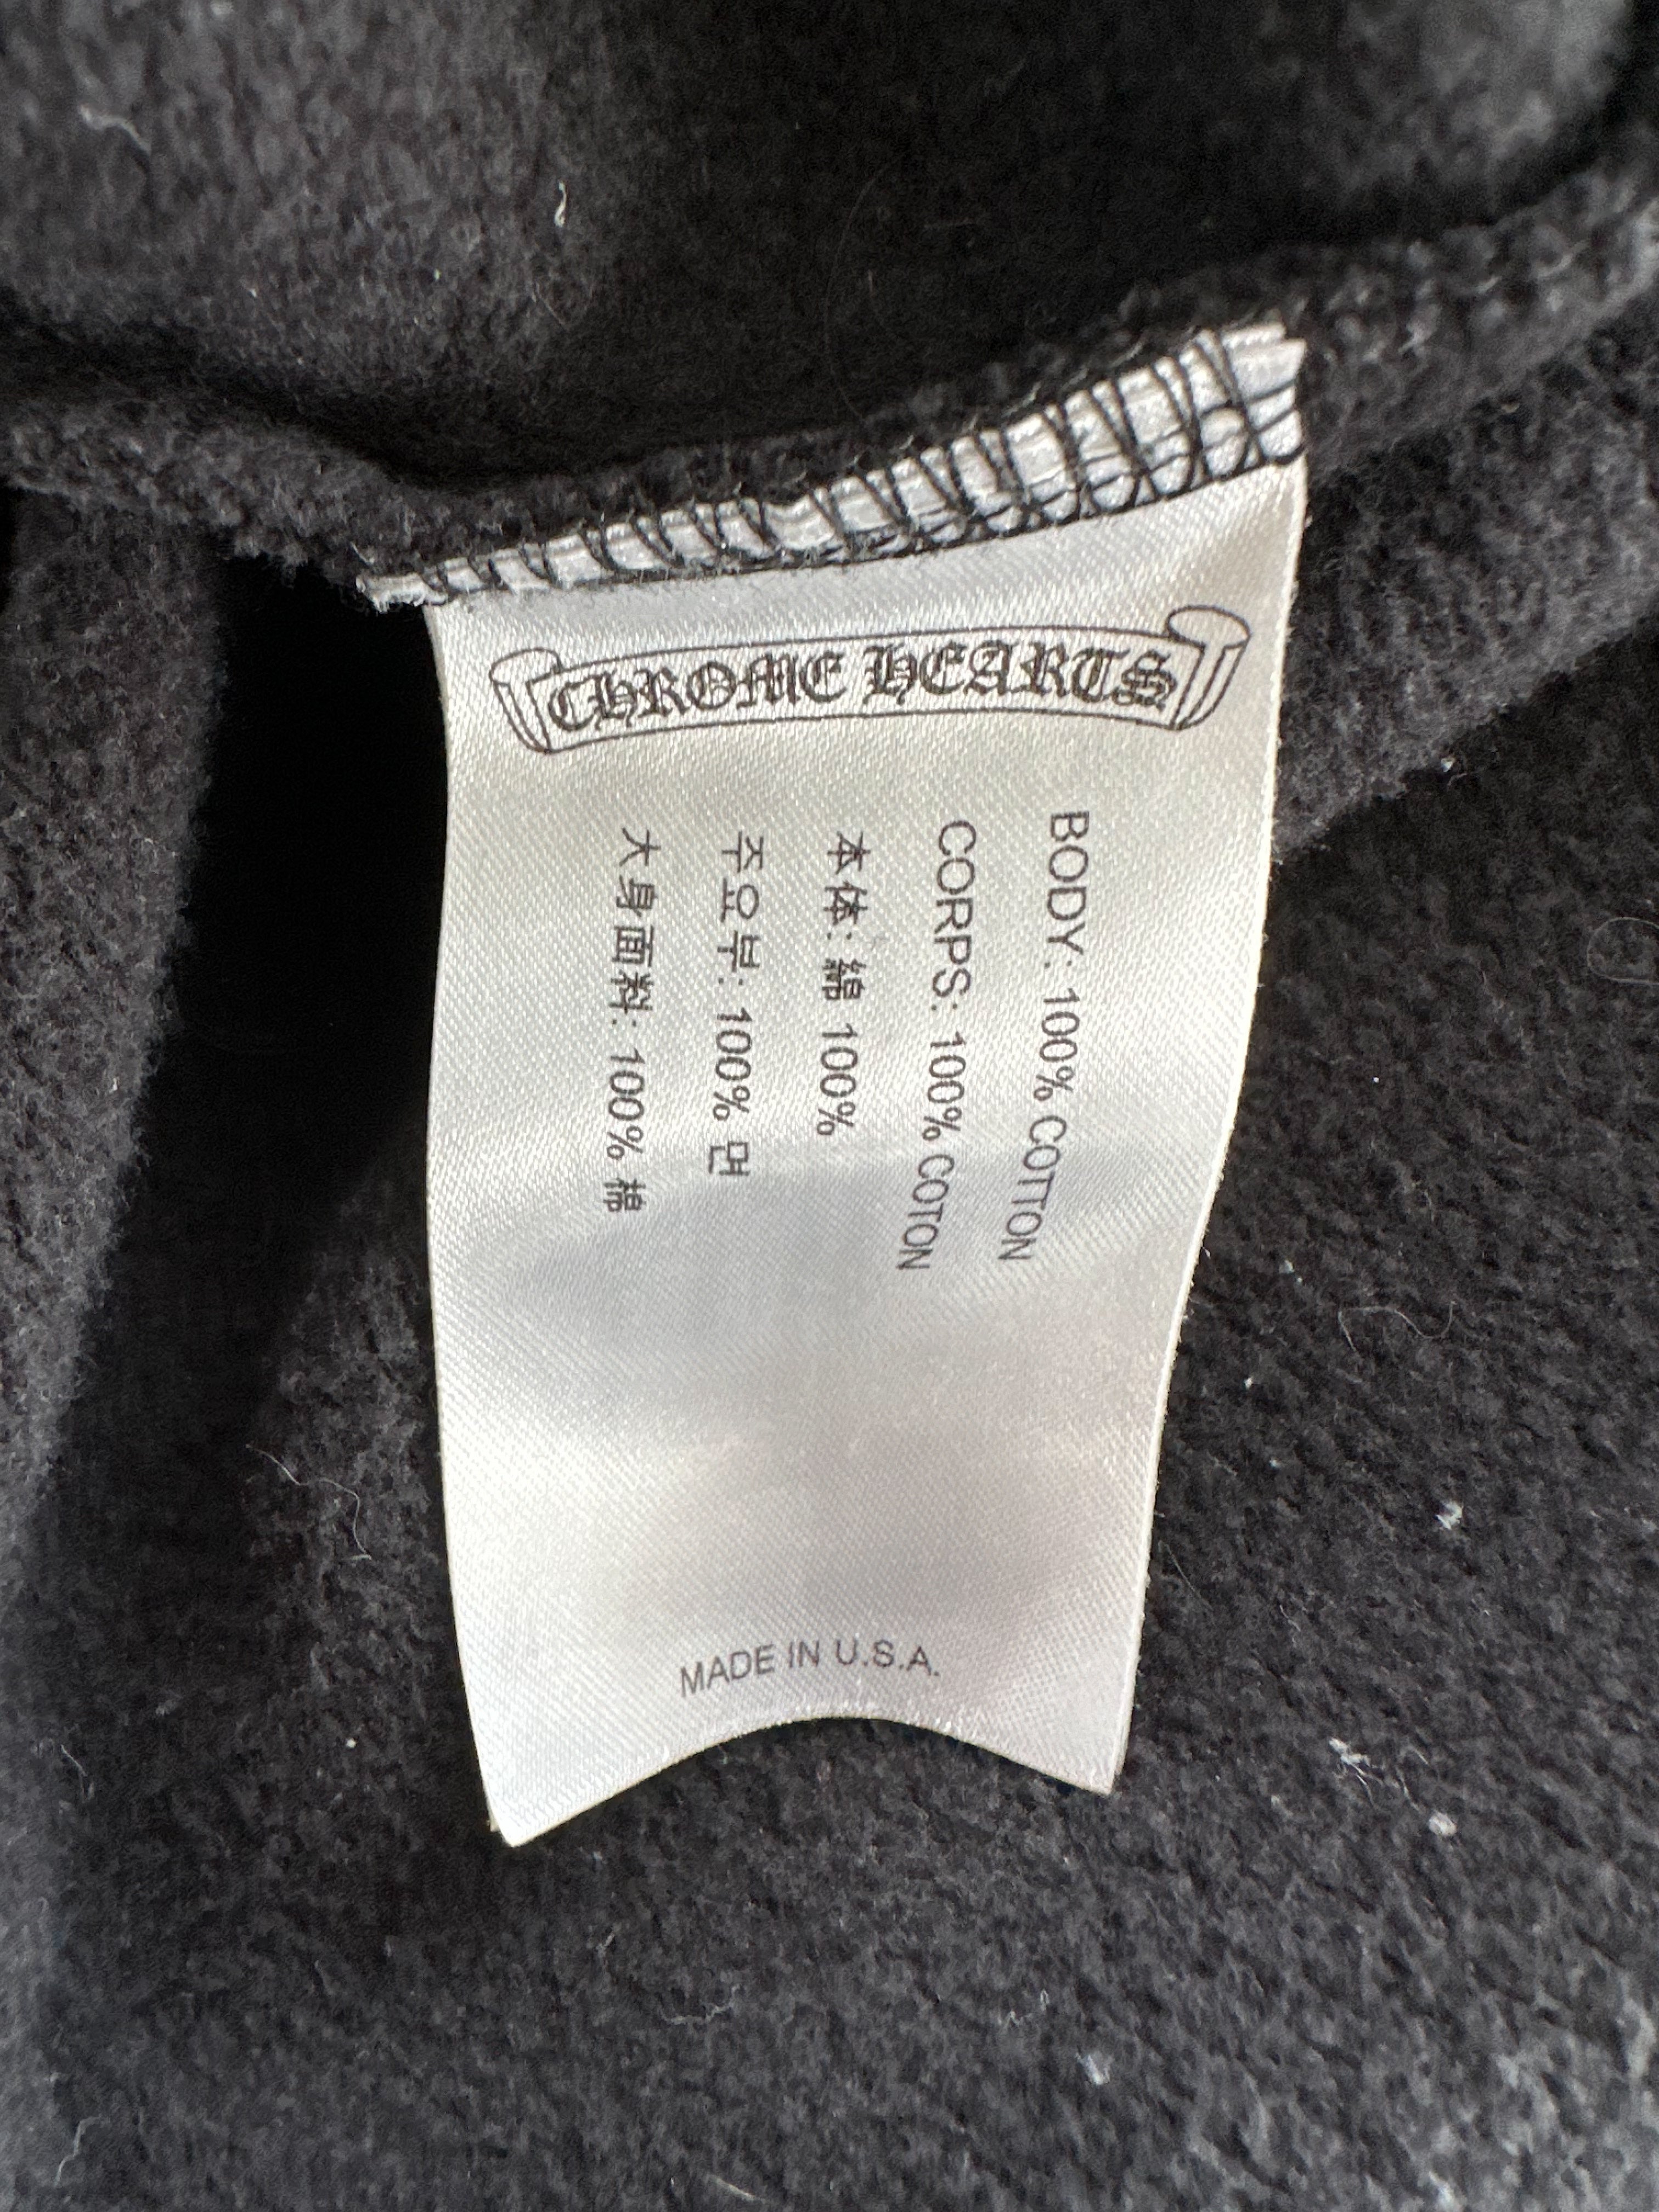 CHROME HEARTS
BODY: 100% COTTON
CORPS: 100% COTON
本体: 綿 100%
주요부: 100% 면
大身面料: 100% 棉
MADE IN U.S.A.